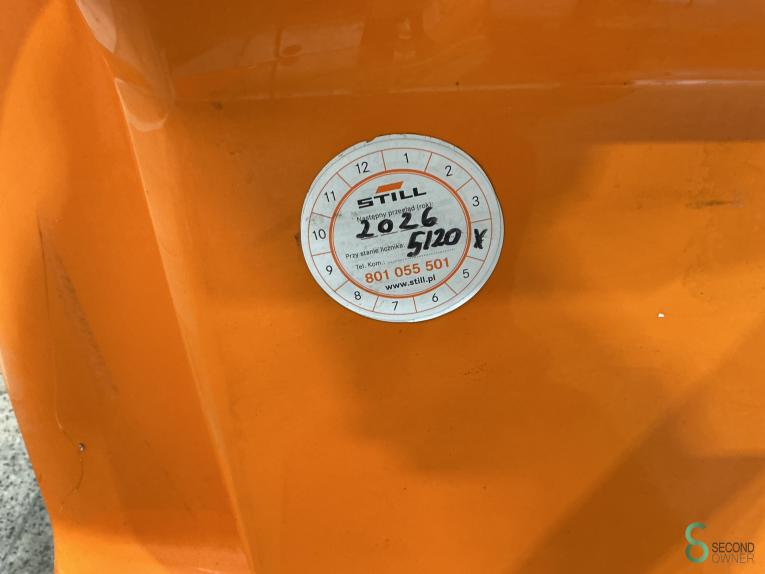 12 1 2 3 5 6 7 8 9 10 11
STILL
Następny przegląd (rok):
2026
Przy stanie licznika: 5120
Tel. Kom.:
801 055 501
www.still.pl
SECOND
OWNER